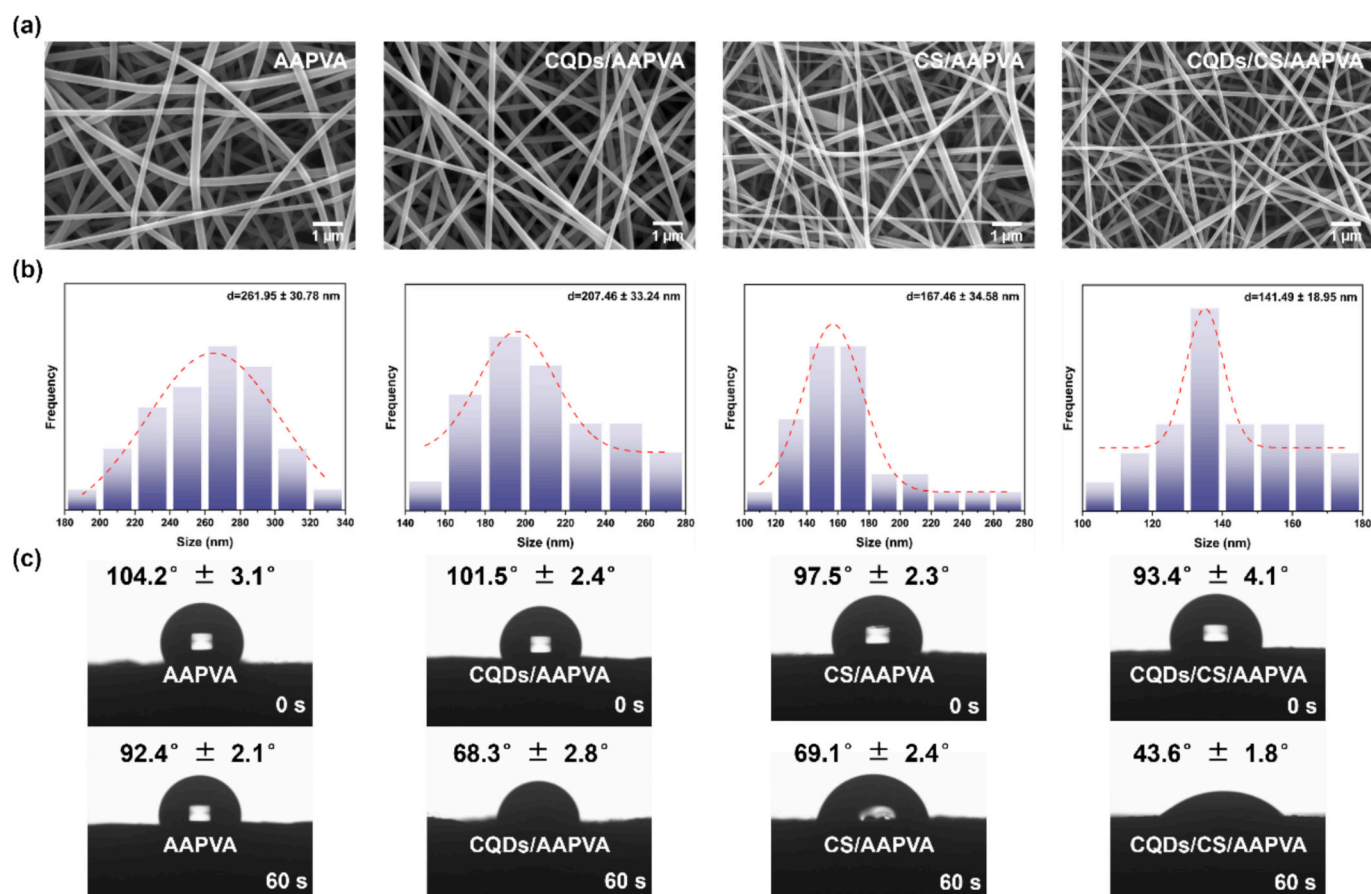 (a)
AAPVA
CQDs/AAPVA
CS/AAPVA
CQDs/CS/AAPVA
1 μm
1 μm
1 μm
1 μm
(b)
d=261.95 ± 30.78 nm
d=207.46 ± 33.24 nm
d=167.46 ± 34.58 nm
d=141.49 ± 18.95 nm
Frequency
Frequency
Frequency
Frequency
180 200 220 240 260 280 300 320 340
140 160 180 200 220 240 260 280
100 120 140 160 180 200 220 240 260 280
100 120 140 160 180
Size (nm)
Size (nm)
Size (nm)
Size (nm)
(c)
104.2° ± 3.1°
101.5° ± 2.4°
97.5° ± 2.3°
93.4° ± 4.1°
AAPVA
CQDs/AAPVA
CS/AAPVA
CQDs/CS/AAPVA
0 s
0 s
0 s
0 s
92.4° ± 2.1°
68.3° ± 2.8°
69.1° ± 2.4°
43.6° ± 1.8°
AAPVA
CQDs/AAPVA
CS/AAPVA
CQDs/CS/AAPVA
60 s
60 s
60 s
60 s